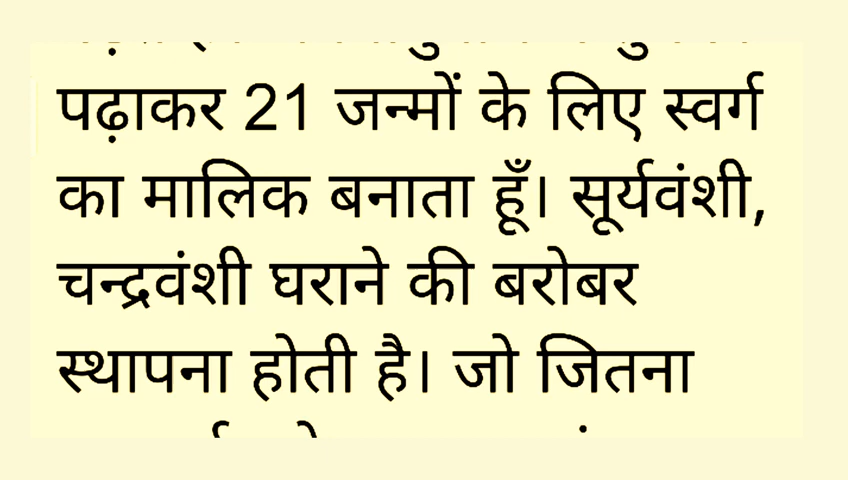 पढ़ाकर 21 जन्मों के लिए स्वर्ग
का मालिक बनाता हूँ। सूर्यवंशी,
चन्द्रवंशी घराने की बरोबर
स्थापना होती है। जो जितना